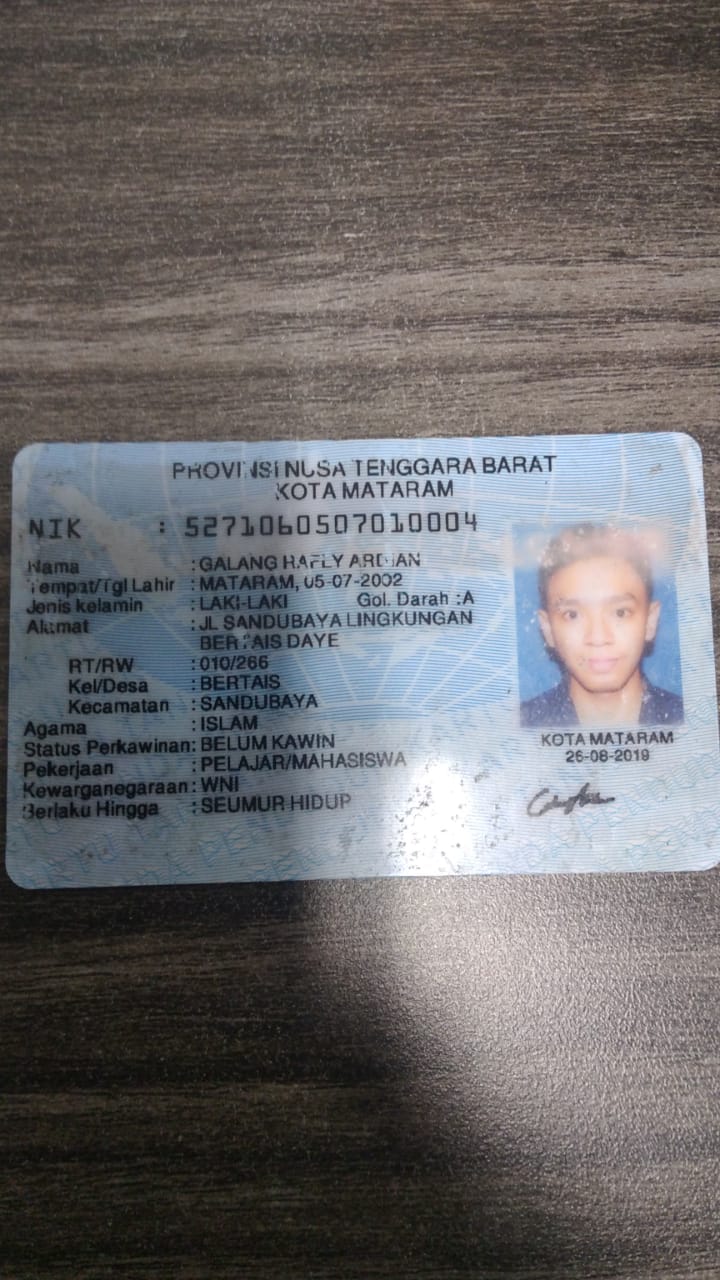 PROVINSI NUSA TENGGARA BARAT
KOTA MATARAM
NIK : 5271060507010004
Nama : GALANG HAFLY ARDIAN
Tempat/Tgl Lahir : MATARAM, 05-07-2002
Jenis kelamin : LAKI-LAKI Gol. Darah : A
Alamat : JL SANDUBAYA LINGKUNGAN
BERTAIS DAYE
RT/RW : 010/266
Kel/Desa : BERTAIS
Kecamatan : SANDUBAYA
Agama : ISLAM
Status Perkawinan: BELUM KAWIN
Pekerjaan : PELAJAR/MAHASISWA
Kewarganegaraan: WNI
Berlaku Hingga : SEUMUR HIDUP
KOTA MATARAM
26-08-2019